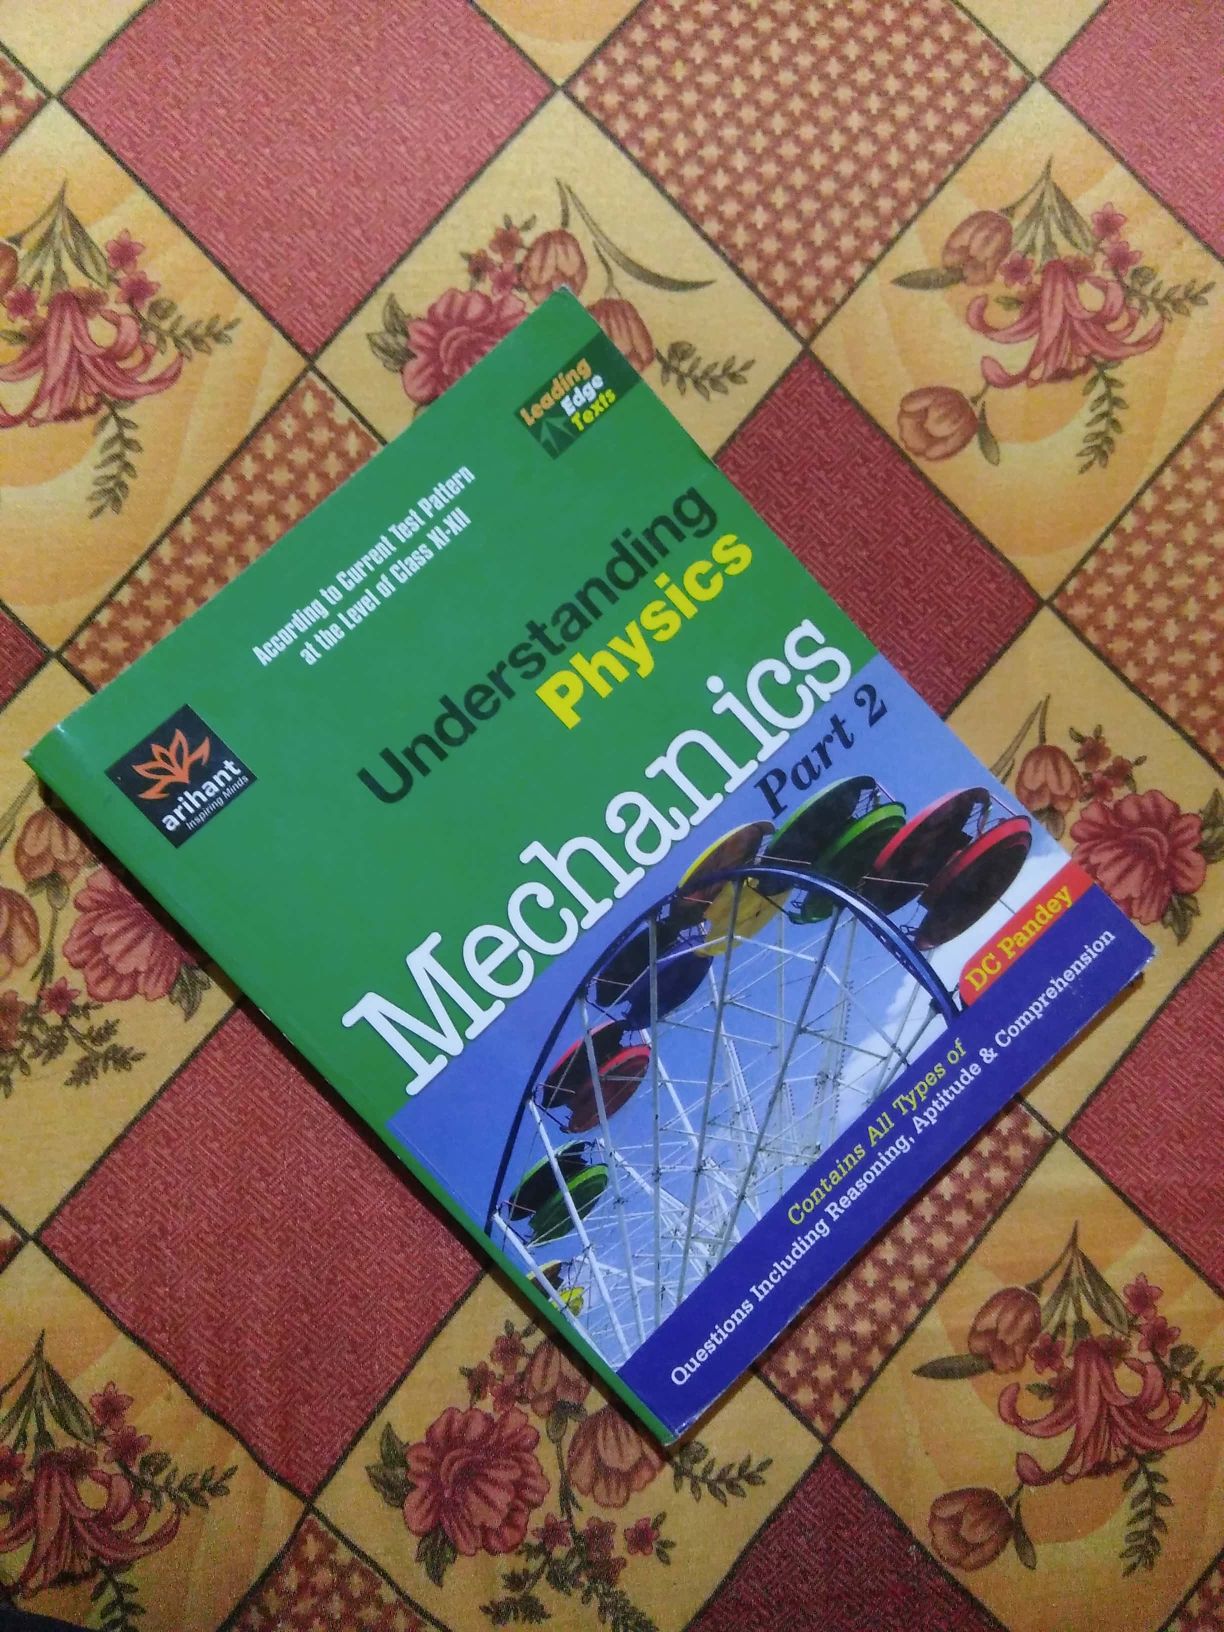 Leading
Edge
Texts
According to Current Test Pattern
at the Level of Class XI-XII
Understanding
Physics
Mechanics
Part 2
arihant
Inspiring Minds
DC Pandey
Contains All Types of
Questions Including Reasoning, Aptitude & Comprehension